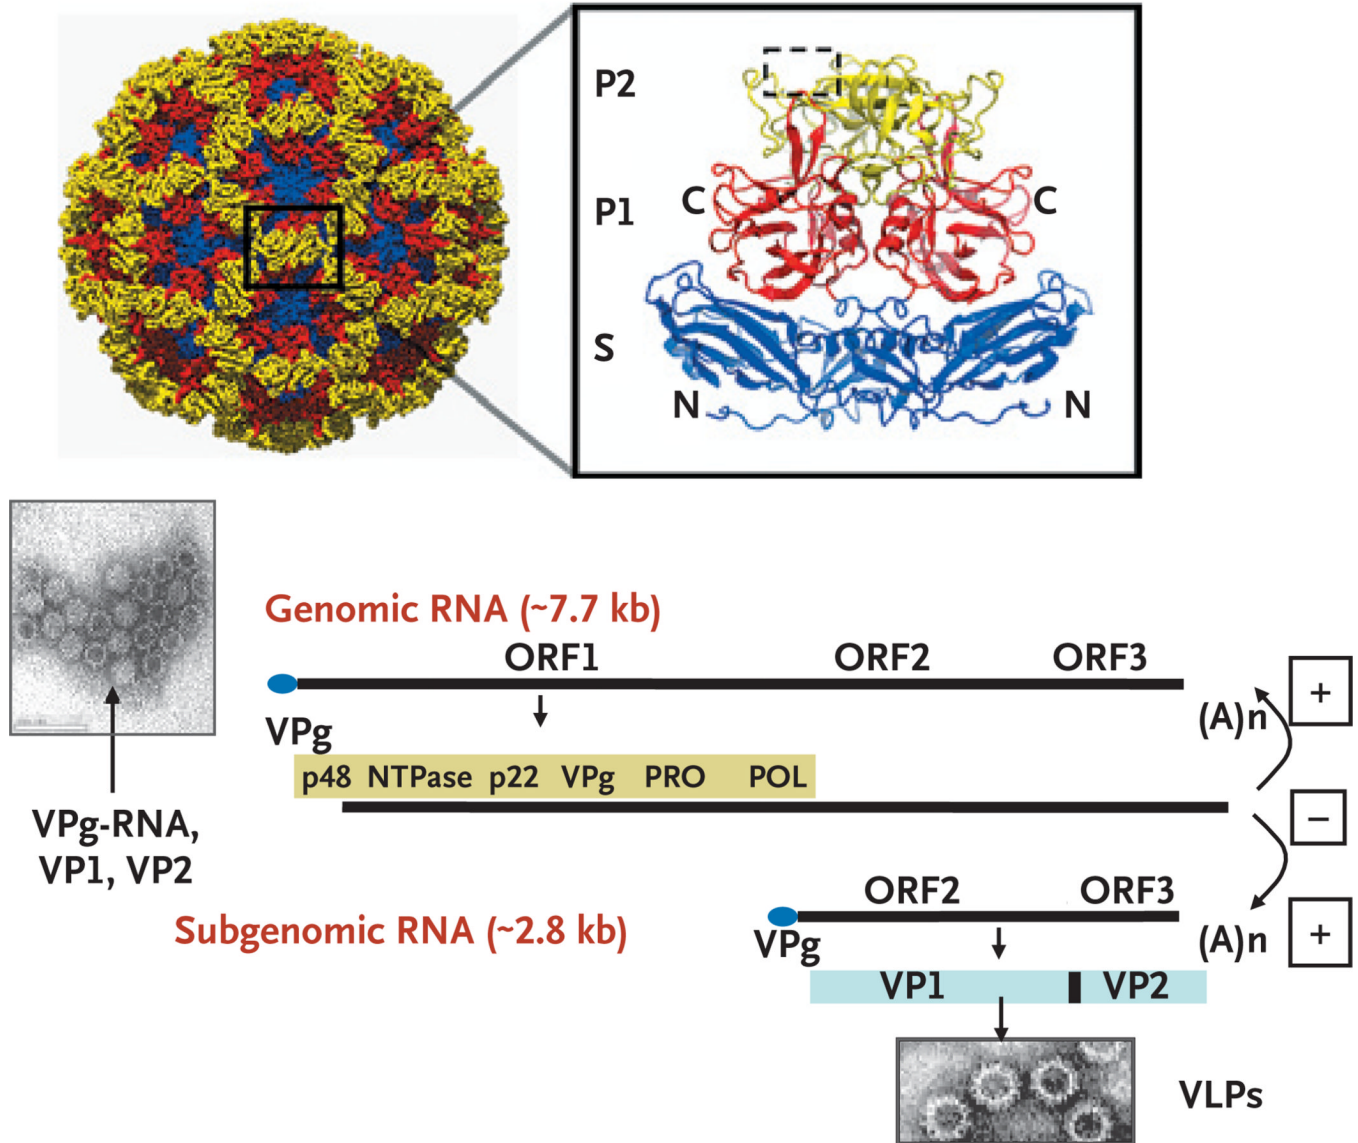 P2
P1
C
C
S
N
N
Genomic RNA (~7.7 kb)
ORF1
ORF2
ORF3
VPg
(A)n
+
p48 NTPase p22 VPg PRO POL
−
VPg-RNA,
VP1, VP2
ORF2
ORF3
Subgenomic RNA (~2.8 kb)
VPg
(A)n
+
VP1
VP2
VLPs